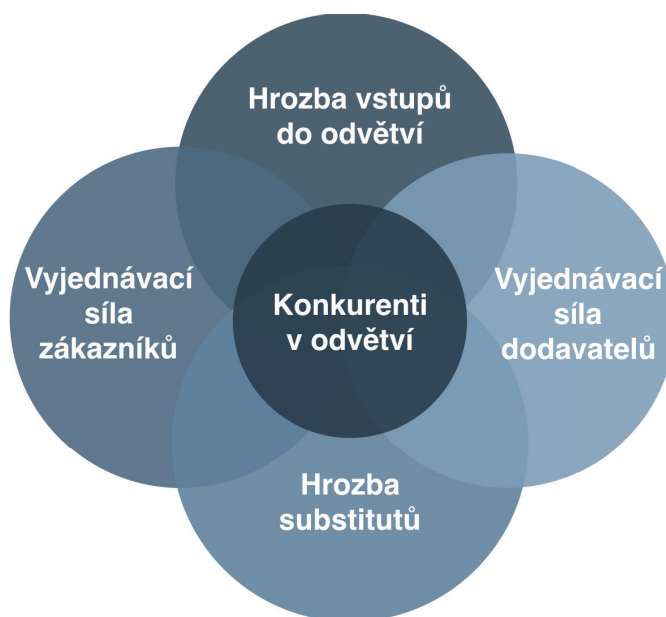 Hrozba vstupů
do odvětví
Vyjednávací
síla
zákazníků
Konkurenti
v odvětví
Vyjednávací
síla
dodavatelů
Hrozba
substitutů